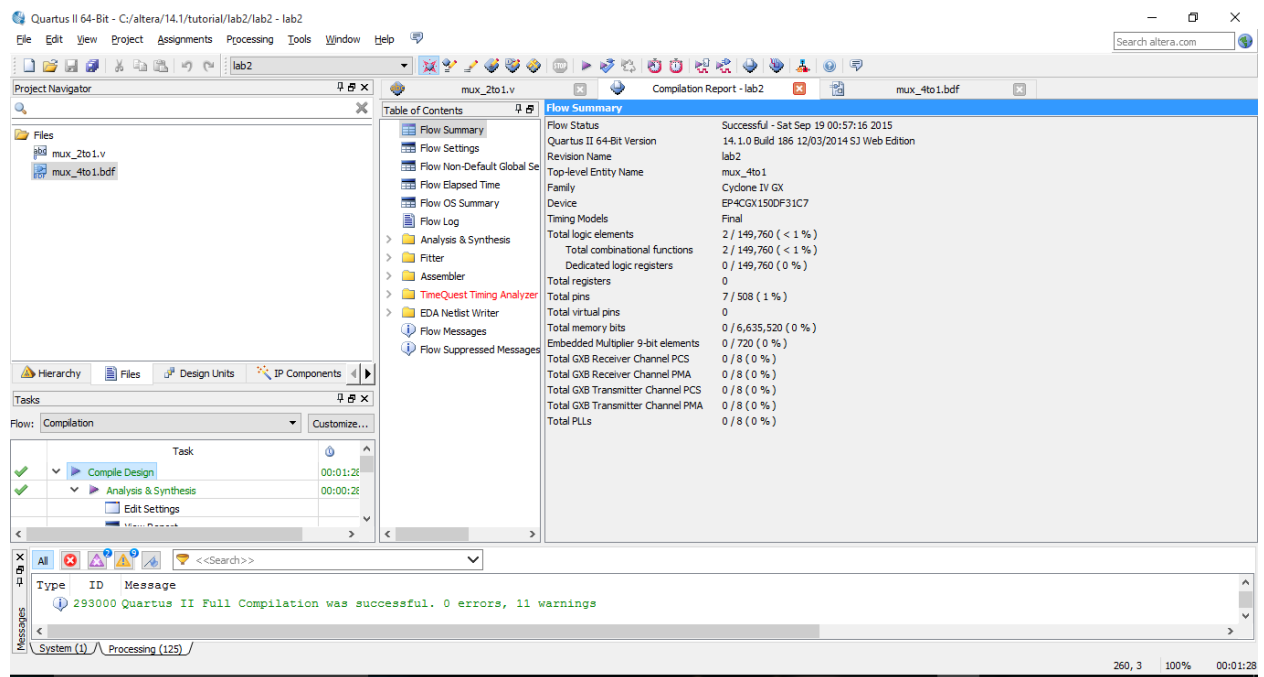 Quartus II 64-Bit - C:/altera/14.1/tutorial/lab2/lab2 - lab2
File Edit View Project Assignments Processing Tools Window Help
Search altera.com
lab2
Project Navigator
Files
mux_2to1.v
mux_4to1.bdf
Hierarchy Files Design Units IP Components
Tasks
Flow: Compilation Customize...
Task
Compile Design 00:01:28
Analysis & Synthesis 00:00:28
Edit Settings
View Report
mux_2to1.v Compilation Report - lab2 mux_4to1.bdf
Table of Contents
Flow Summary
Flow Settings
Flow Non-Default Global Se
Flow Elapsed Time
Flow OS Summary
Flow Log
Analysis & Synthesis
Fitter
Assembler
TimeQuest Timing Analyzer
EDA Netlist Writer
Flow Messages
Flow Suppressed Messages
Flow Summary
Flow Status Successful - Sat Sep 19 00:57:16 2015
Quartus II 64-Bit Version 14.1.0 Build 186 12/03/2014 SJ Web Edition
Revision Name lab2
Top-level Entity Name mux_4to1
Family Cyclone IV GX
Device EP4CGX150DF31C7
Timing Models Final
Total logic elements 2 / 149,760 ( < 1 % )
Total combinational functions 2 / 149,760 ( < 1 % )
Dedicated logic registers 0 / 149,760 ( 0 % )
Total registers 0
Total pins 7 / 508 ( 1 % )
Total virtual pins 0
Total memory bits 0 / 6,635,520 ( 0 % )
Embedded Multiplier 9-bit elements 0 / 720 ( 0 % )
Total GXB Receiver Channel PCS 0 / 8 ( 0 % )
Total GXB Receiver Channel PMA 0 / 8 ( 0 % )
Total GXB Transmitter Channel PCS 0 / 8 ( 0 % )
Total GXB Transmitter Channel PMA 0 / 8 ( 0 % )
Total PLLs 0 / 8 ( 0 % )
Messages
All <<Search>>
Type ID Message
293000 Quartus II Full Compilation was successful. 0 errors, 11 warnings
System (1) Processing (125)
260, 3 100% 00:01:28